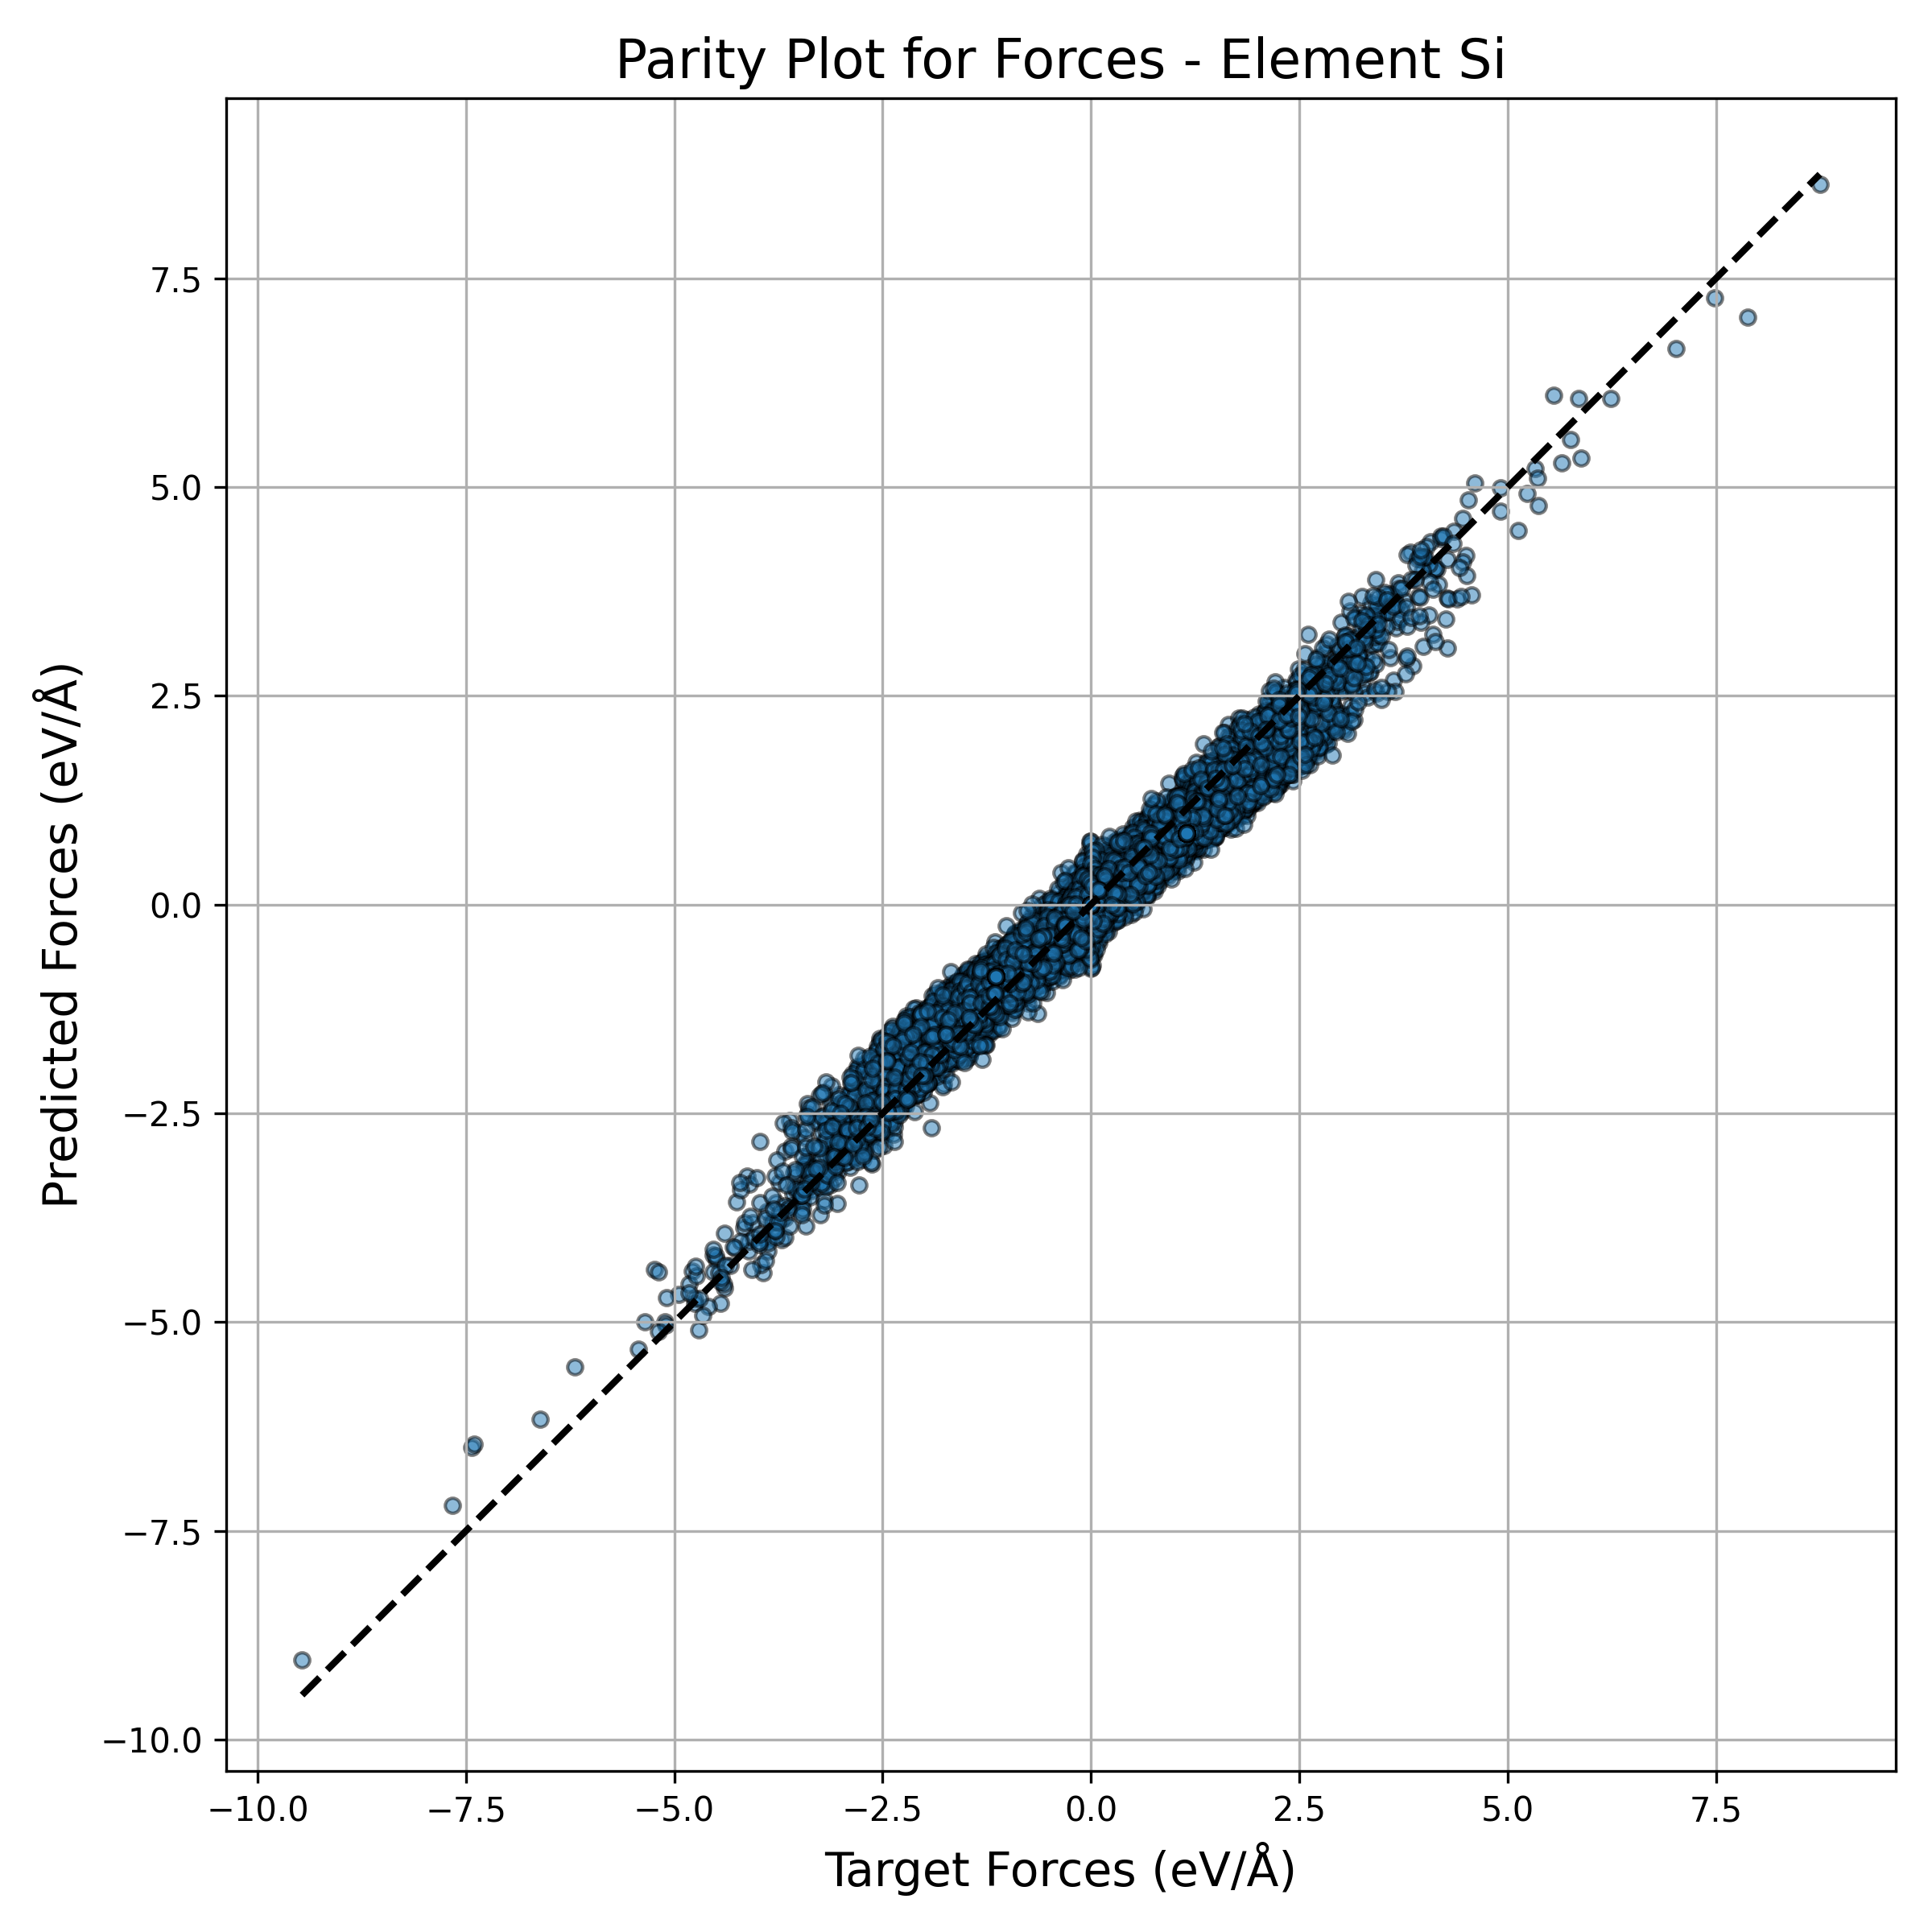 Parity Plot for Forces - Element Si
7.5
5.0
2.5
0.0
−2.5
−5.0
−7.5
−10.0
Predicted Forces (eV/Å)
−10.0 −7.5 −5.0 −2.5 0.0 2.5 5.0 7.5
Target Forces (eV/Å)